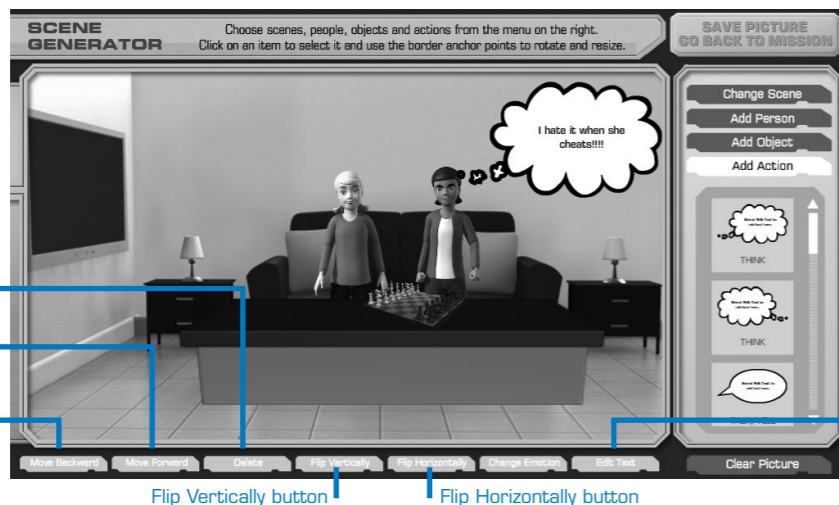 SCENE
GENERATOR
Choose scenes, people, objects and actions from the menu on the right.
Click on an item to select it and use the border anchor points to rotate and resize.
SAVE PICTURE
GO BACK TO MISSION
I hate it when she
cheats!!!!
Change Scene
Add Person
Add Object
Add Action
THINK
THINK
Move Backward
Move Forward
Delete
Flip Vertically
Flip Horizontally
Change Emotion
Edit Text
Clear Picture
Flip Vertically button
Flip Horizontally button